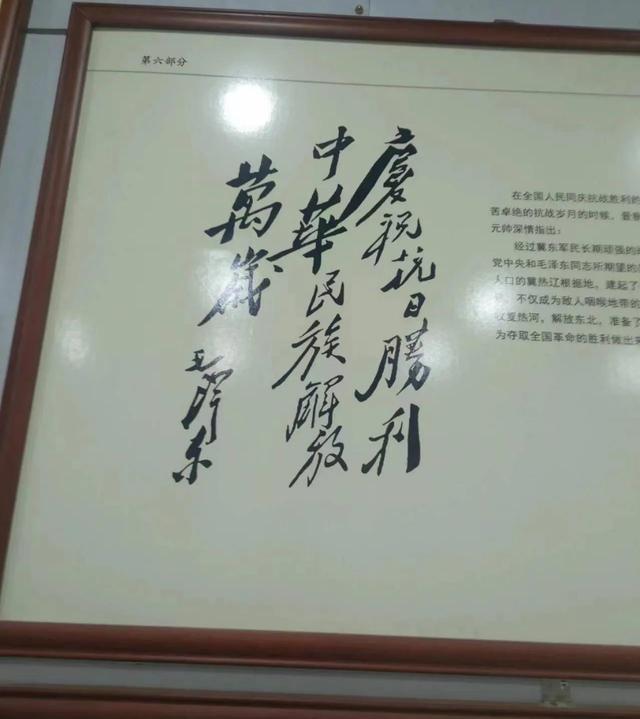 第六部分
慶祝抗日勝利
中華民族解放
萬歲
毛澤东
在全国人民同庆抗战胜利的
苦卓绝的抗战岁月的时候，
元帅深情指出：
经过冀东军民长期顽强的
党中央和毛泽东同志所期望的
人口的冀热辽根据地，建起了
不仅成为敌人咽喉地带的
收复热河，解放东北，准备了
为夺取全国革命的胜利做出